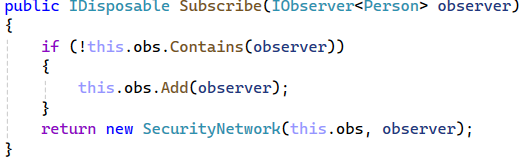 public IDisposable Subscribe(IObserver<Person> observer)
{
    if (!this.obs.Contains(observer))
    {
        this.obs.Add(observer);
    }
    return new SecurityNetwork(this.obs, observer);
}